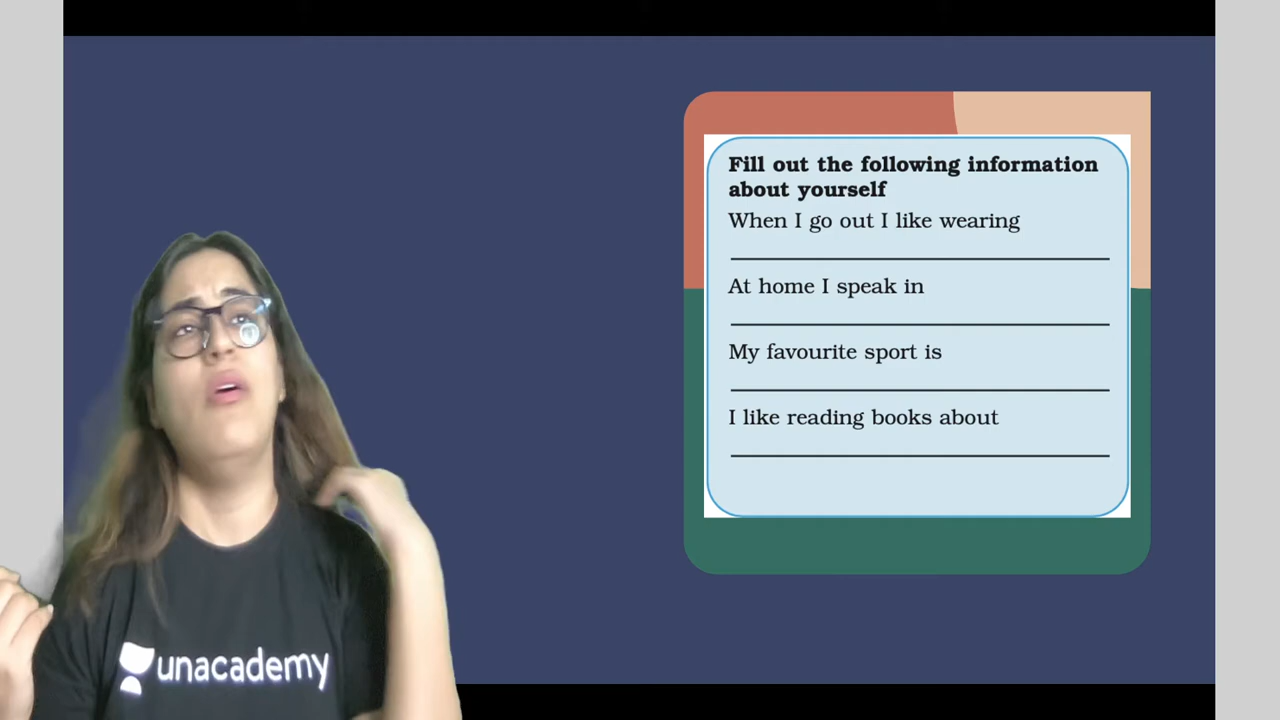 Fill out the following information
about yourself
When I go out I like wearing
At home I speak in
My favourite sport is
I like reading books about
unacademy